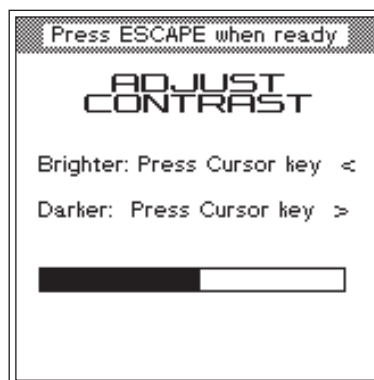 Press ESCAPE when ready
ADJUST
CONTRAST
Brighter: Press Cursor key <
Darker: Press Cursor key >